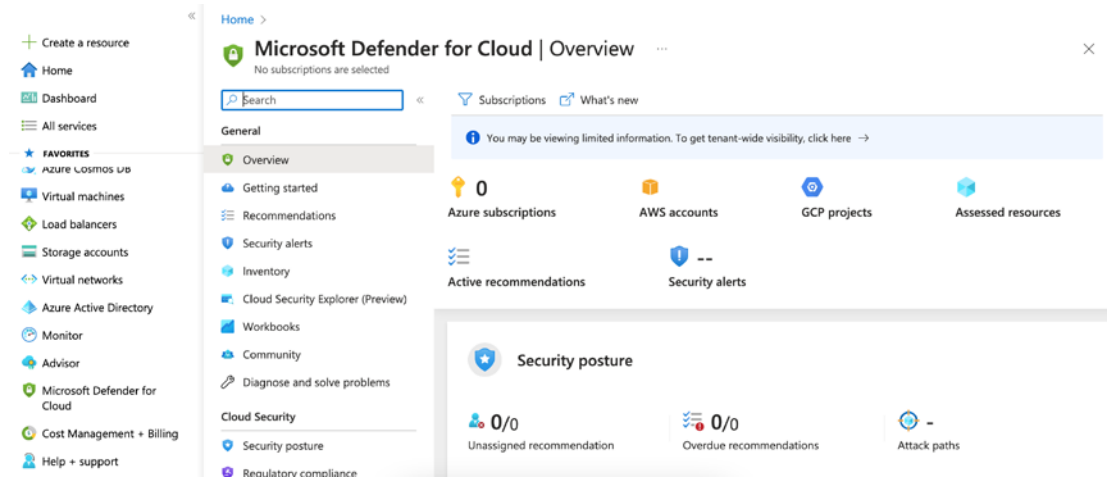 Create a resource
Home
Dashboard
All services
FAVORITES
Azure Cosmos DB
Virtual machines
Load balancers
Storage accounts
Virtual networks
Azure Active Directory
Monitor
Advisor
Microsoft Defender for
Cloud
Cost Management + Billing
Help + support
Home >
Microsoft Defender for Cloud | Overview ...
No subscriptions are selected
Search
General
Overview
Getting started
Recommendations
Security alerts
Inventory
Cloud Security Explorer (Preview)
Workbooks
Community
Diagnose and solve problems
Cloud Security
Security posture
Regulatory compliance
Subscriptions What's new
You may be viewing limited information. To get tenant-wide visibility, click here →
0
Azure subscriptions
AWS accounts
GCP projects
Assessed resources
Active recommendations
--
Security alerts
Security posture
0/0
Unassigned recommendation
0/0
Overdue recommendations
-
Attack paths